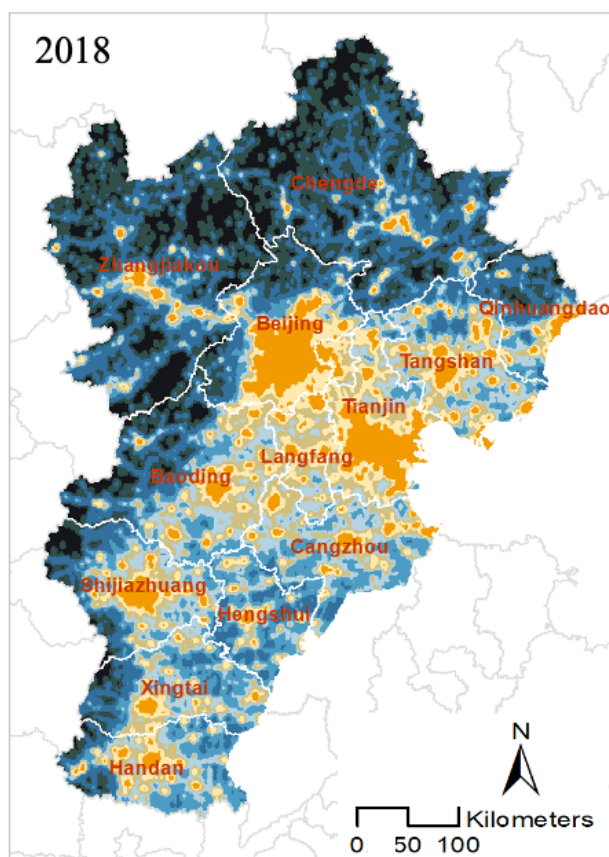 2018
Chengde
Zhangjiakou
Qinhuangdao
Beijing
Tangshan
Tianjin
Langfang
Baoding
Cangzhou
Shijiazhuang
Hengshui
Xingtai
Handan
N
Kilometers
0 50 100